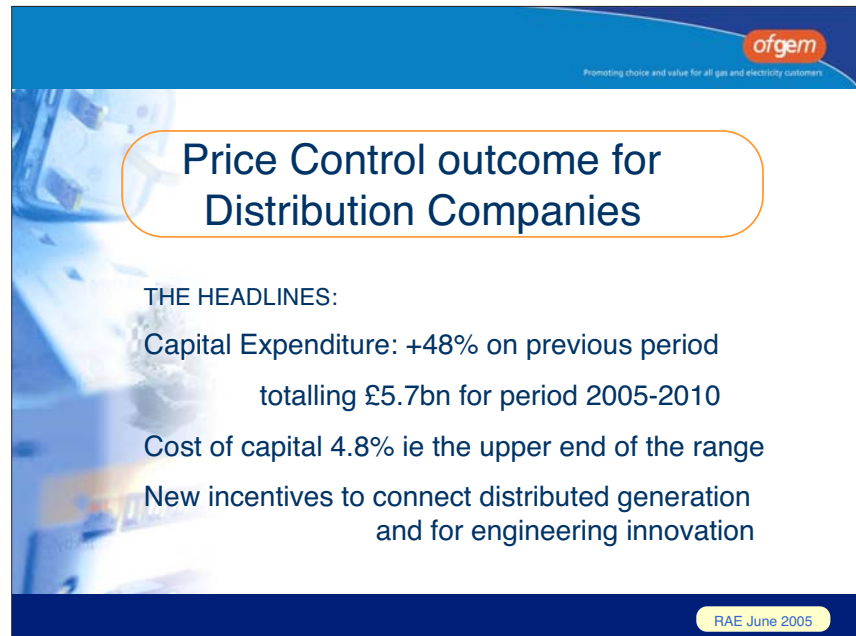 ofgem
Promoting choice and value for all gas and electricity customers
Price Control outcome for
Distribution Companies
THE HEADLINES:
Capital Expenditure: +48% on previous period
totalling £5.7bn for period 2005-2010
Cost of capital 4.8% ie the upper end of the range
New incentives to connect distributed generation
and for engineering innovation
RAE June 2005